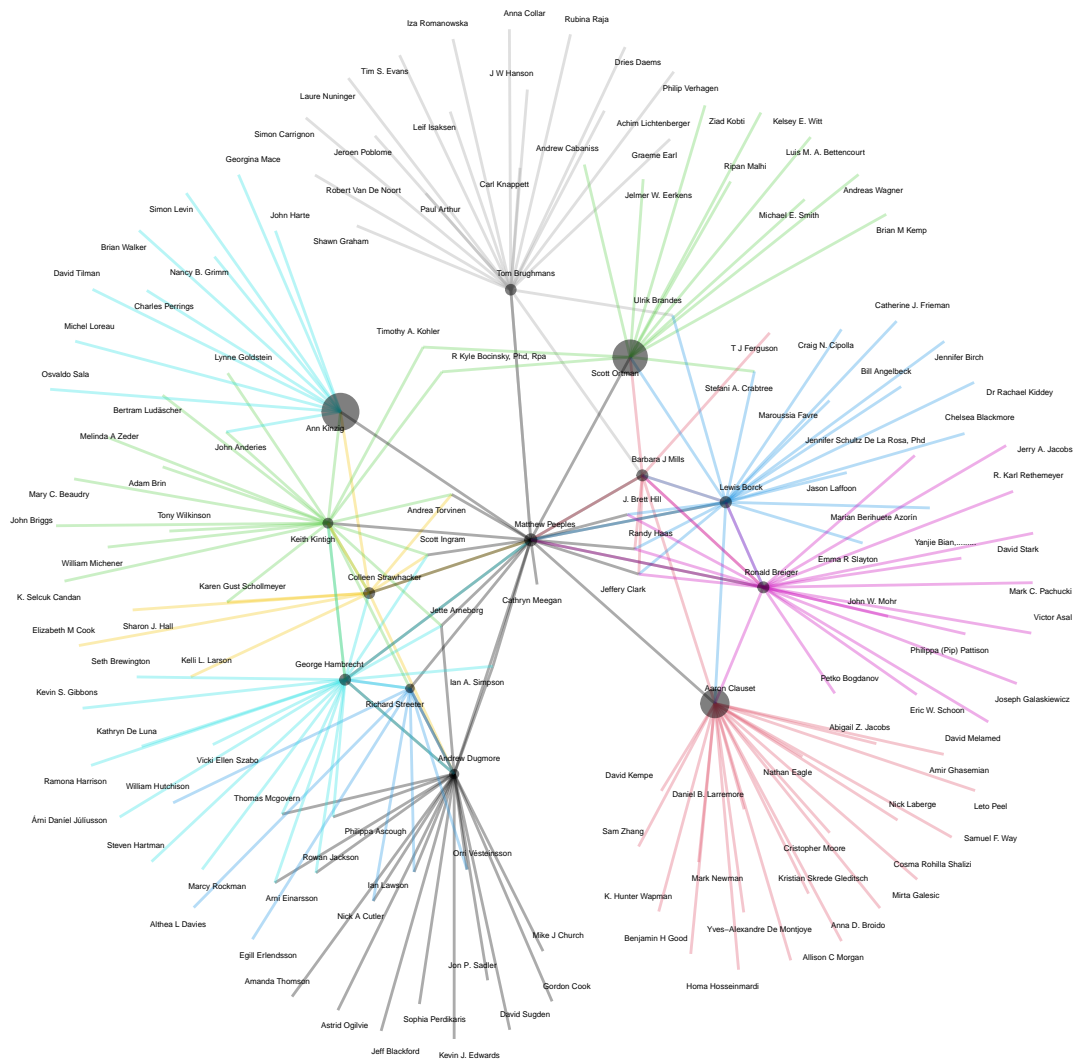 Anna Collar
Rubina Raja
Iza Romanowska
Dries Daems
Tim S. Evans
J W Hanson
Philip Verhagen
Laure Nuninger
Ziad Kobti
Kelsey E. Witt
Achim Lichtenberger
Leif Isaksen
Simon Carrignon
Andrew Cabaniss
Jeroen Poblome
Graeme Earl
Luis M. A. Bettencourt
Georgina Mace
Ripan Malhi
Carl Knappett
Robert Van De Noort
Jelmer W. Eerkens
Andreas Wagner
Paul Arthur
Simon Levin
John Harte
Michael E. Smith
Shawn Graham
Brian M Kemp
Brian Walker
Nancy B. Grimm
David Tilman
Tom Brughmans
Charles Perrings
Ulrik Brandes
Catherine J. Frieman
Michel Loreau
Timothy A. Kohler
Craig N. Cipolla
T J Ferguson
Jennifer Birch
Lynne Goldstein
R Kyle Bocinsky, Phd, Rpa
Bill Angelbeck
Osvaldo Sala
Scott Ortman
Stefani A. Crabtree
Dr Rachael Kiddey
Bertram Ludäscher
Maroussia Favre
Chelsea Blackmore
Ann Kinzig
Melinda A Zeder
John Anderies
Jennifer Schultz De La Rosa, Phd
Jerry A. Jacobs
Barbara J Mills
R. Karl Rethemeyer
Adam Brin
Lewis Borck
Jason Laffoon
Mary C. Beaudry
J. Brett Hill
Andrea Torvinen
Tony Wilkinson
Marian Berihuete Azorin
John Briggs
Matthew Peeples
Randy Haas
Keith Kintigh
Scott Ingram
Yanjie Bian,.........
David Stark
Emma R Slayton
William Michener
Ronald Breiger
Colleen Strawhacker
Karen Gust Schollmeyer
Jeffery Clark
Mark C. Pachucki
K. Selcuk Candan
Cathryn Meegan
John W. Mohr
Jette Arneborg
Victor Asal
Elizabeth M Cook
Sharon J. Hall
Philippa (Pip) Pattison
Seth Brewington
Kelli L. Larson
George Hambrecht
Petko Bogdanov
Ian A. Simpson
Aaron Clauset
Kevin S. Gibbons
Joseph Galaskiewicz
Richard Streeter
Eric W. Schoon
Abigail Z. Jacobs
Kathryn De Luna
David Melamed
Vicki Ellen Szabo
Andrew Dugmore
Amir Ghasemian
Nathan Eagle
David Kempe
Ramona Harrison
William Hutchison
Daniel B. Larremore
Thomas Mcgovern
Nick Laberge
Leto Peel
Árni Daníel Júlíusson
Philippa Ascough
Sam Zhang
Samuel F. Way
Steven Hartman
Cristopher Moore
Orri Vésteinsson
Rowan Jackson
Cosma Rohilla Shalizi
Mark Newman
Kristian Skrede Gleditsch
Marcy Rockman
Ian Lawson
Mirta Galesic
Arni Einarsson
K. Hunter Wapman
Nick A Cutler
Althea L Davies
Anna D. Broido
Yves−Alexandre De Montjoye
Mike J Church
Benjamin H Good
Egill Erlendsson
Allison C Morgan
Jon P. Sadler
Amanda Thomson
Gordon Cook
Homa Hosseinmardi
David Sugden
Sophia Perdikaris
Astrid Ogilvie
Jeff Blackford
Kevin J. Edwards